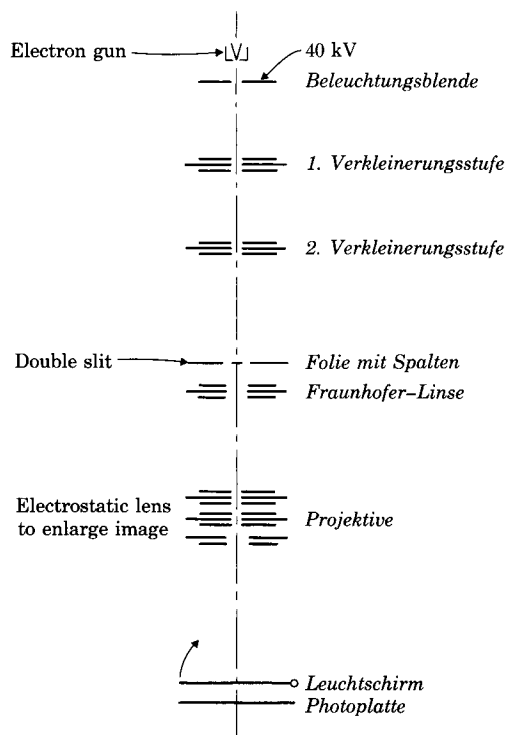 Electron gun
40 kV
Beleuchtungsblende
1. Verkleinerungsstufe
2. Verkleinerungsstufe
Double slit
Folie mit Spalten
Fraunhofer–Linse
Electrostatic lens
to enlarge image
Projektive
Leuchtschirm
Photoplatte